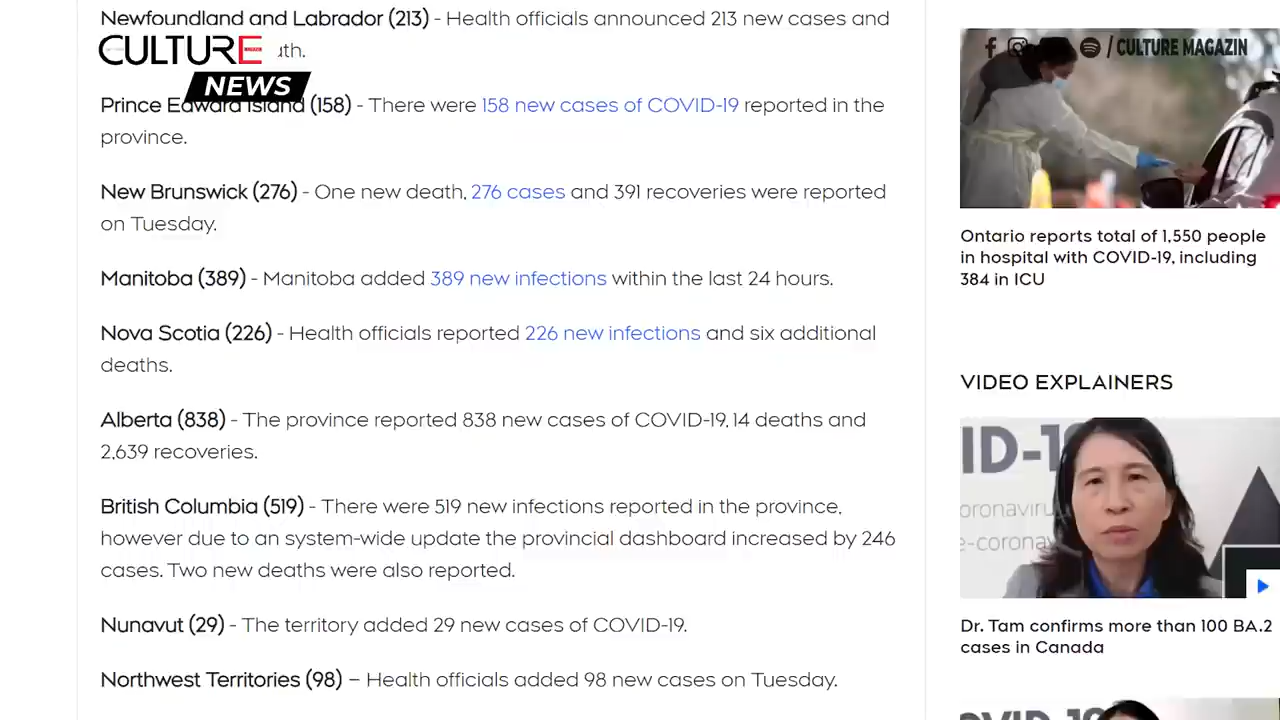 Newfoundland and Labrador (213) - Health officials announced 213 new cases and
CULTURE
NEWS
Prince Edward Island (158) - There were 158 new cases of COVID-19 reported in the
province.
New Brunswick (276) - One new death, 276 cases and 391 recoveries were reported
on Tuesday.
Manitoba (389) - Manitoba added 389 new infections within the last 24 hours.
Nova Scotia (226) - Health officials reported 226 new infections and six additional
deaths.
Alberta (838) - The province reported 838 new cases of COVID-19, 14 deaths and
2,639 recoveries.
British Columbia (519) - There were 519 new infections reported in the province,
however due to an system-wide update the provincial dashboard increased by 246
cases. Two new deaths were also reported.
Nunavut (29) - The territory added 29 new cases of COVID-19.
Northwest Territories (98) – Health officials added 98 new cases on Tuesday.
/ CULTURE MAGAZIN
Ontario reports total of 1,550 people
in hospital with COVID-19, including
384 in ICU
VIDEO EXPLAINERS
ID-19
oronaviru
e-corona
Dr. Tam confirms more than 100 BA.2
cases in Canada